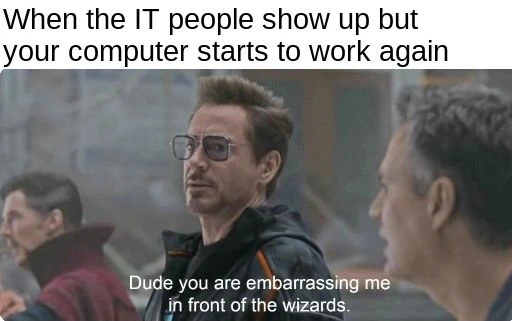 When the IT people show up but
your computer starts to work again
Dude you are embarrassing me
in front of the wizards.